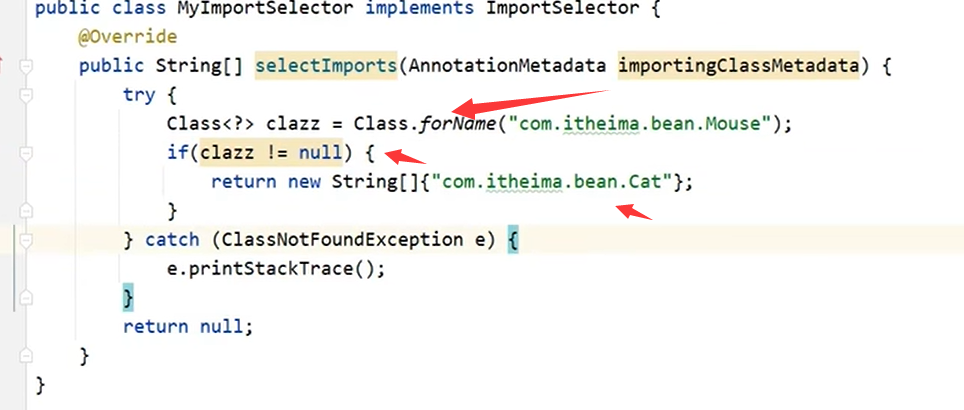 public class MyImportSelector implements ImportSelector {
@Override
public String[] selectImports(AnnotationMetadata importingClassMetadata) {
try {
Class<?> clazz = Class.forName("com.itheima.bean.Mouse");
if(clazz != null) {
return new String[]{"com.itheima.bean.Cat"};
}
} catch (ClassNotFoundException e) {
e.printStackTrace();
}
return null;
}
}